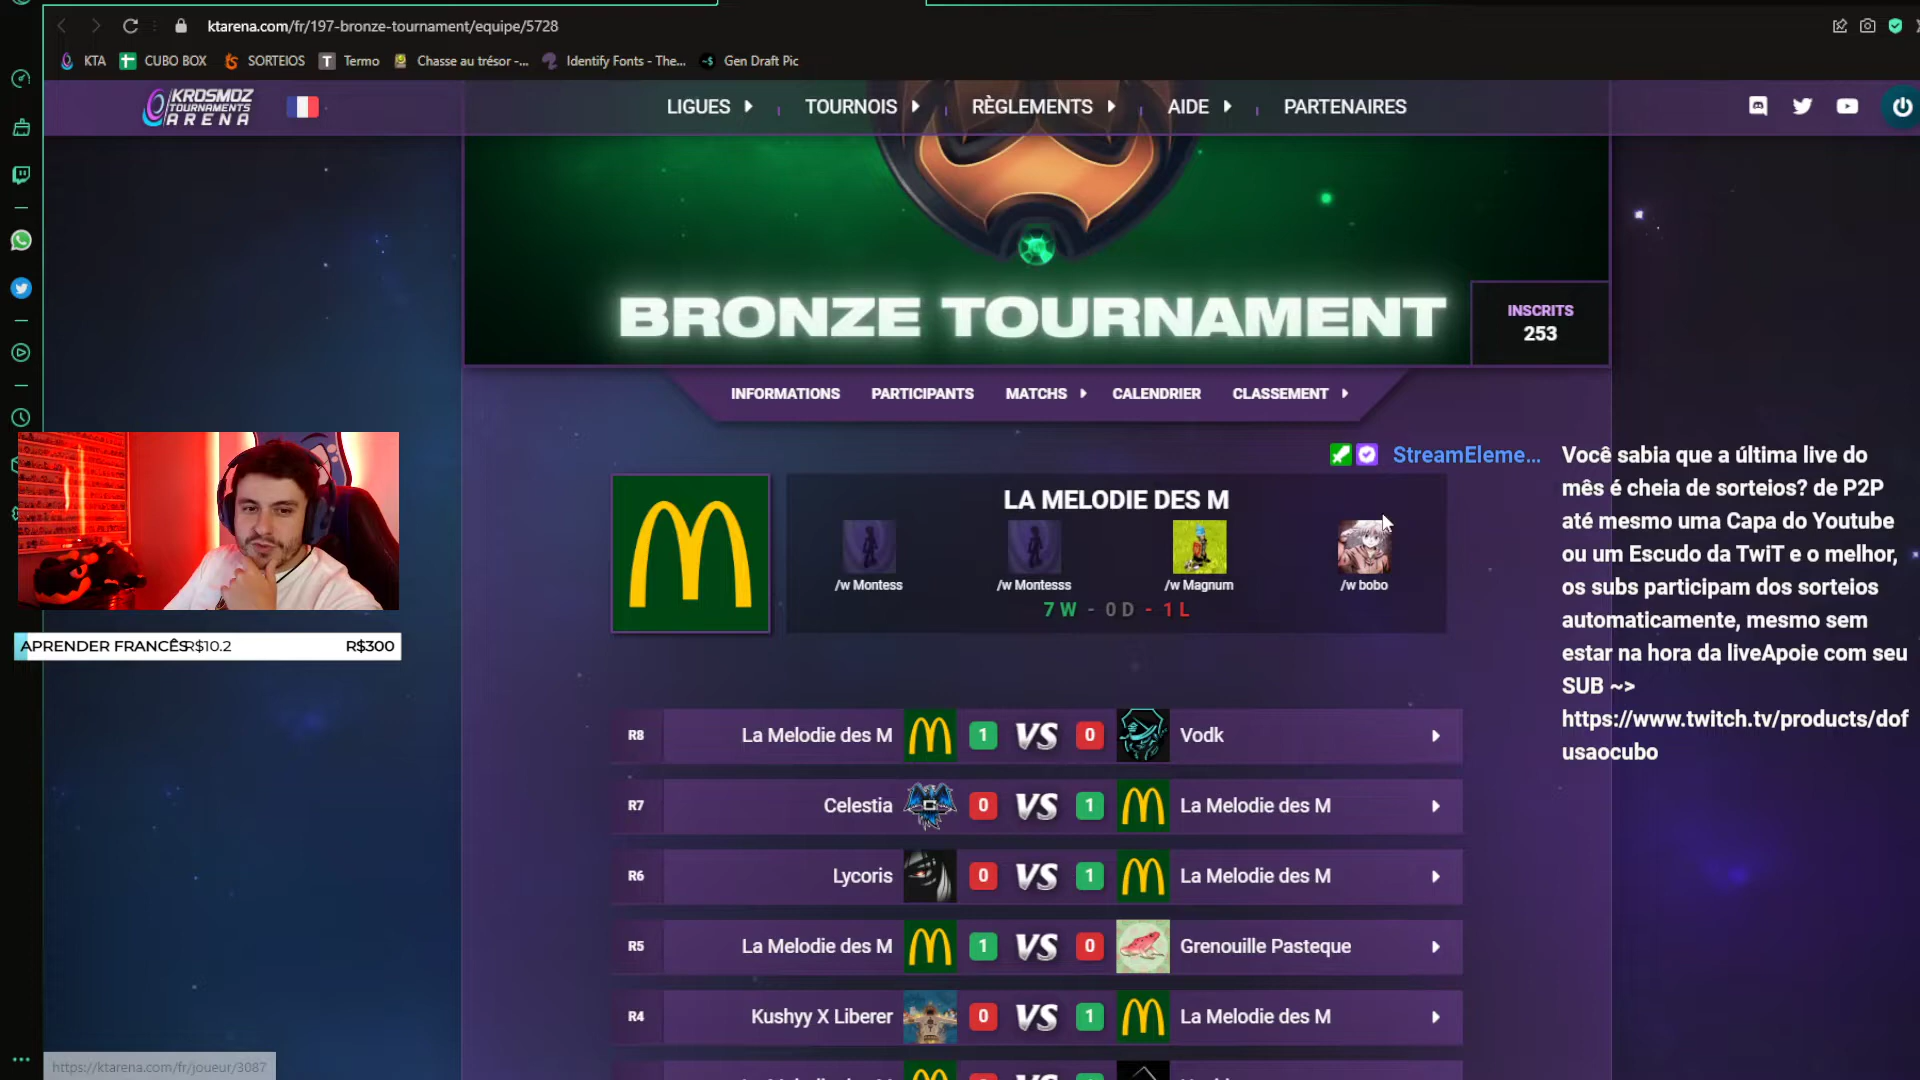 ktarena.com/fr/197-bronze-tournament/equipe/5728
KTA
CUBO BOX
SORTEIOS
T Termo
Chasse au trésor -...
Identify Fonts - The...
~$ Gen Draft Pic
KROSMOZ
TOURNAMENTS
ARENA
LIGUES
TOURNOIS
RÈGLEMENTS
AIDE
PARTENAIRES
BRONZE TOURNAMENT
INSCRITS
253
INFORMATIONS
PARTICIPANTS
MATCHS
CALENDRIER
CLASSEMENT
StreamEleme...
Você sabia que a última live do
mês é cheia de sorteios? de P2P
até mesmo uma Capa do Youtube
ou um Escudo da TwiT e o melhor,
os subs participam dos sorteios
automaticamente, mesmo sem
estar na hora da liveApoie com seu
SUB ~>
https://www.twitch.tv/products/dof
usaocubo
LA MELODIE DES M
/w Montess
/w Montesss
/w Magnum
/w bobo
7 W - 0 D - 1 L
APRENDER FRANCÊS R$10.2 R$300
R8 La Melodie des M 1 VS 0 Vodk
R7 Celestia 0 VS 1 La Melodie des M
R6 Lycoris 0 VS 1 La Melodie des M
R5 La Melodie des M 1 VS 0 Grenouille Pasteque
R4 Kushyy X Liberer 0 VS 1 La Melodie des M
https://ktarena.com/fr/joueur/3087